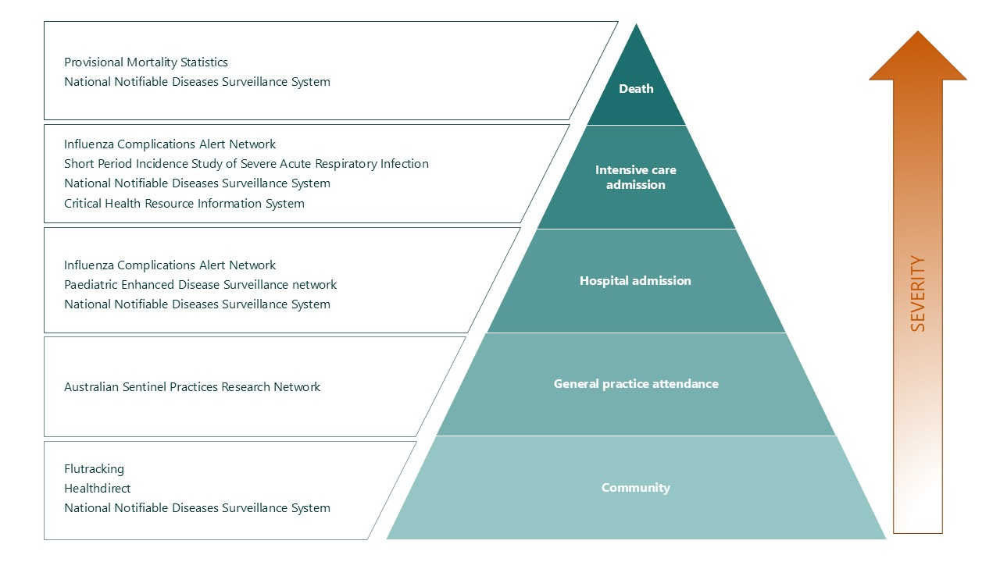 Provisional Mortality Statistics
National Notifiable Diseases Surveillance System
Death
Influenza Complications Alert Network
Short Period Incidence Study of Severe Acute Respiratory Infection
National Notifiable Diseases Surveillance System
Critical Health Resource Information System
Intensive care
admission
Influenza Complications Alert Network
Paediatric Enhanced Disease Surveillance network
National Notifiable Diseases Surveillance System
Hospital admission
Australian Sentinel Practices Research Network
General practice attendance
Flutracking
Healthdirect
National Notifiable Diseases Surveillance System
Community
SEVERITY